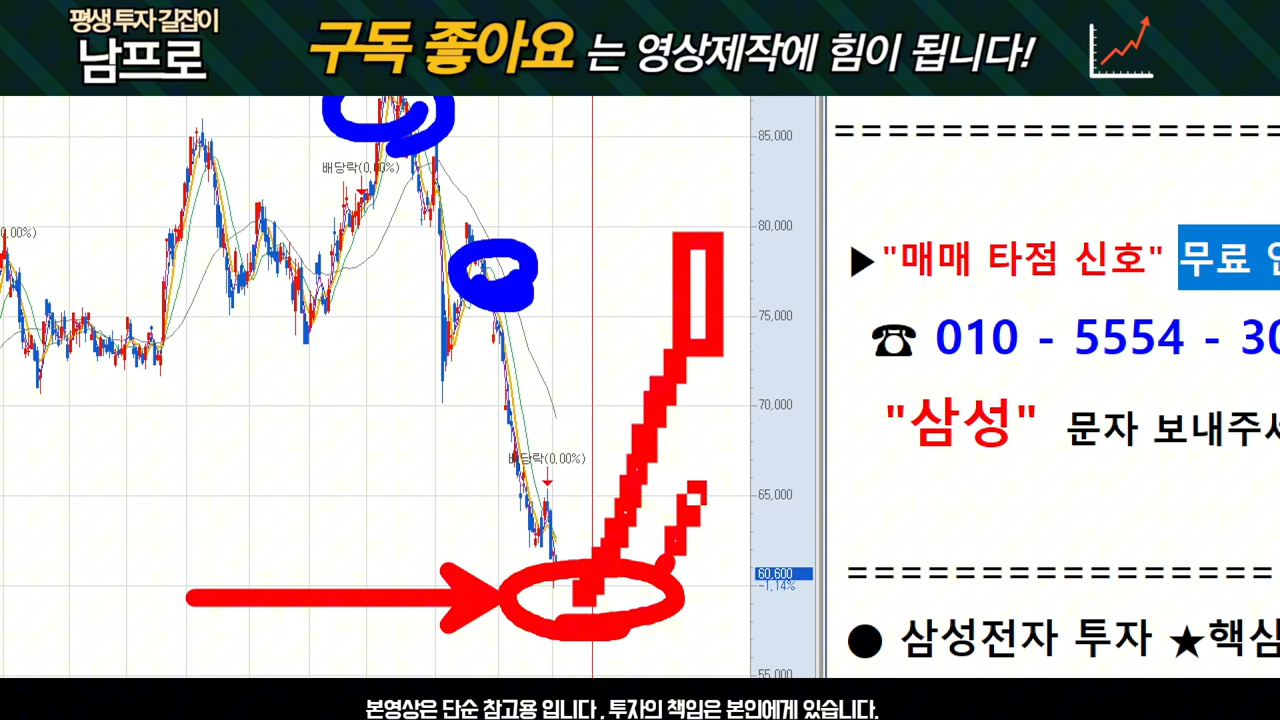 평생 투자 길잡이
남프로
구독 좋아요 는 영상제작에 힘이 됩니다!
85,000
배당락(0.00%)
80,000
0.00%)
75,000
70,000
배당락(0.00%)
65,000
60,600
-1.14%
55,000
====================
▶"매매 타점 신호" 무료
☎ 010 - 5554 - 30
"삼성" 문자 보내주세
====================
● 삼성전자 투자 ★핵심
본영상은 단순 참고용 입니다 , 투자의 책임은 본인에게 있습니다.